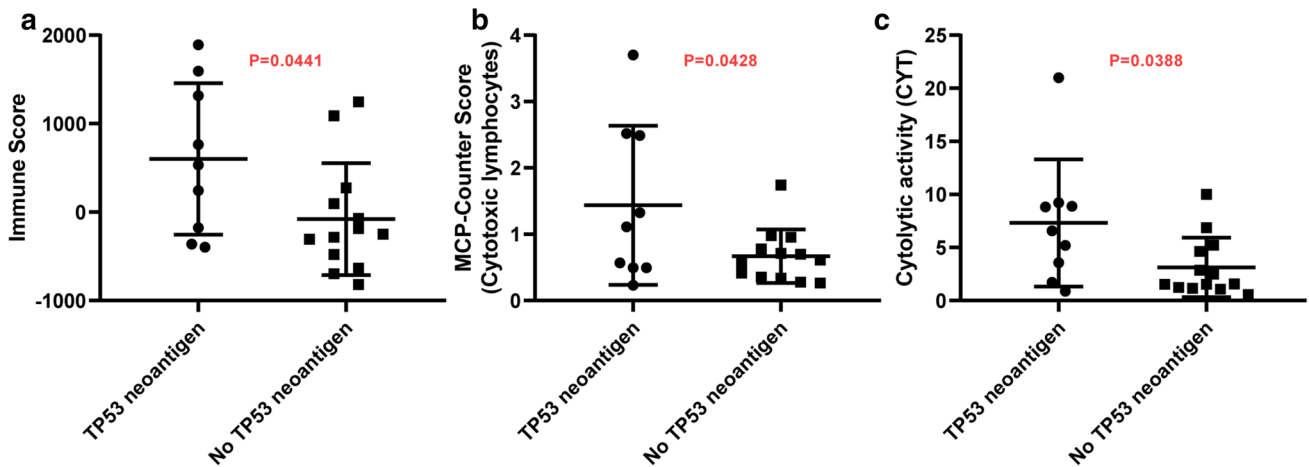 a
Immune Score
2000
1000
0
-1000
P=0.0441
TP53 neoantigen
No TP53 neoantigen
b
MCP-Counter Score
(Cytotoxic lymphocytes)
4
3
2
1
0
P=0.0428
TP53 neoantigen
No TP53 neoantigen
c
Cytolytic activity (CYT)
25
20
15
10
5
0
P=0.0388
TP53 neoantigen
No TP53 neoantigen